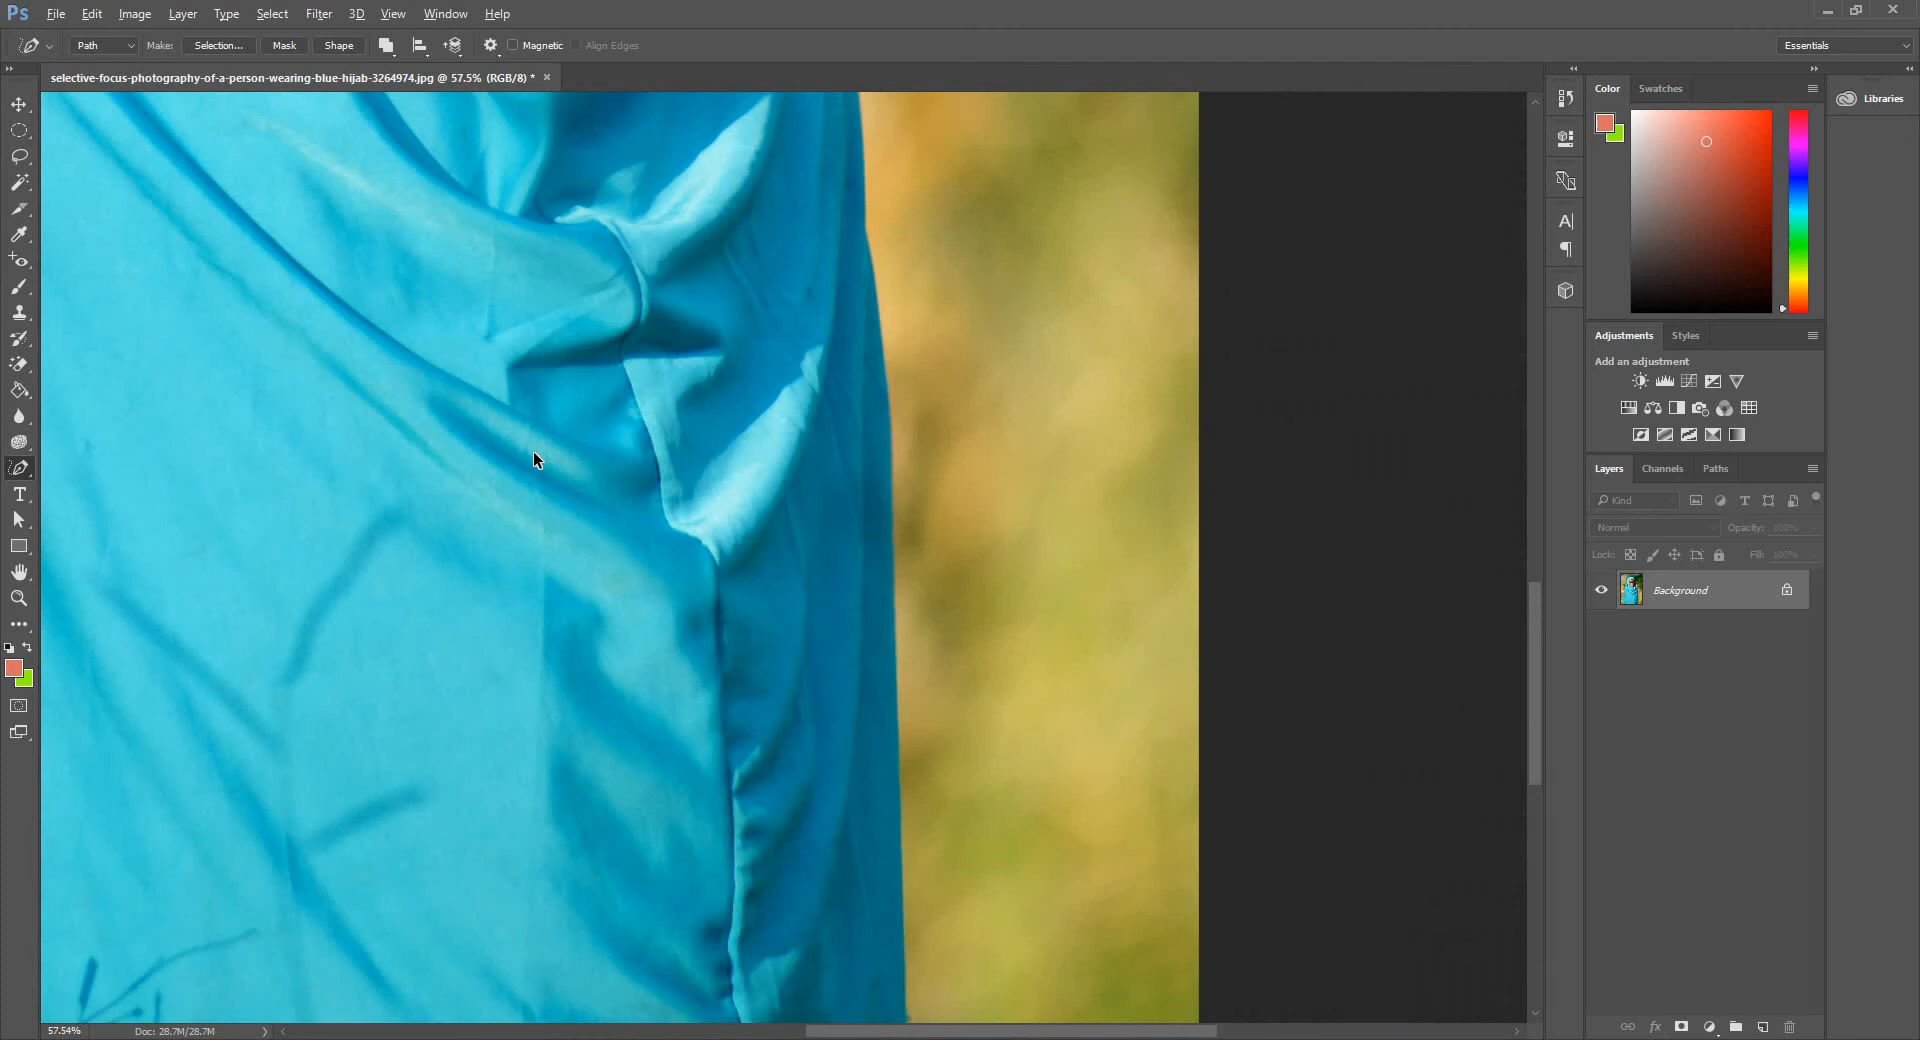 Ps File Edit Image Layer Type Select Filter 3D View Window Help
Path Make: Selection... Mask Shape Magnetic Align Edges Essentials
selective-focus-photography-of-a-person-wearing-blue-hijab-3264974.jpg @ 57.5% (RGB/8) *
Color Swatches
Libraries
Adjustments Styles
Add an adjustment
Layers Channels Paths
Kind
Normal Opacity: 100%
Lock: Fill: 100%
Background
57.54% Doc: 28.7M/28.7M